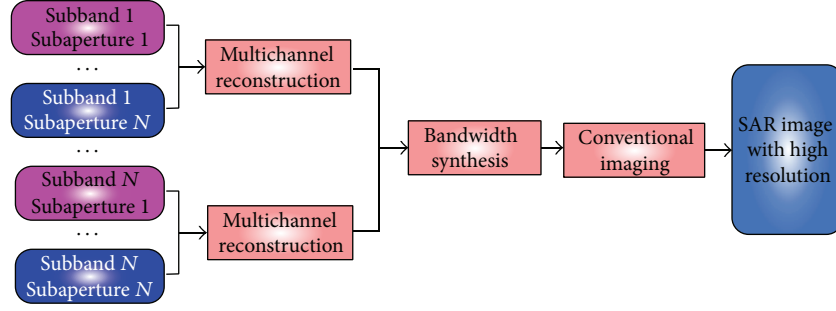 Subband 1
Subaperture 1
...
Subband 1
Subaperture N
...
Subband N
Subaperture 1
...
Subband N
Subaperture N
Multichannel
reconstruction
Multichannel
reconstruction
Bandwidth
synthesis
Conventional
imaging
SAR image
with high
resolution